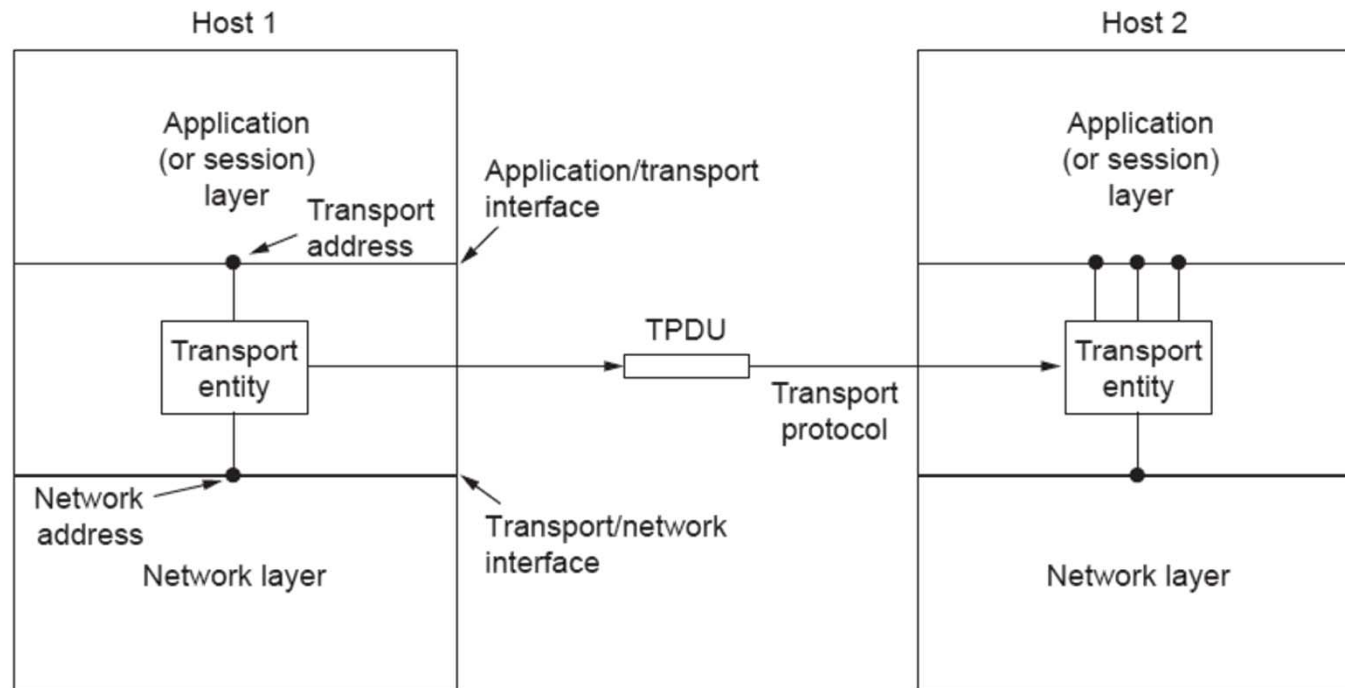 Host 1
Host 2
Application
(or session)
layer
Transport
address
Application/transport
interface
Application
(or session)
layer
Transport
entity
TPDU
Transport
protocol
Transport
entity
Network
address
Transport/network
interface
Network layer
Network layer